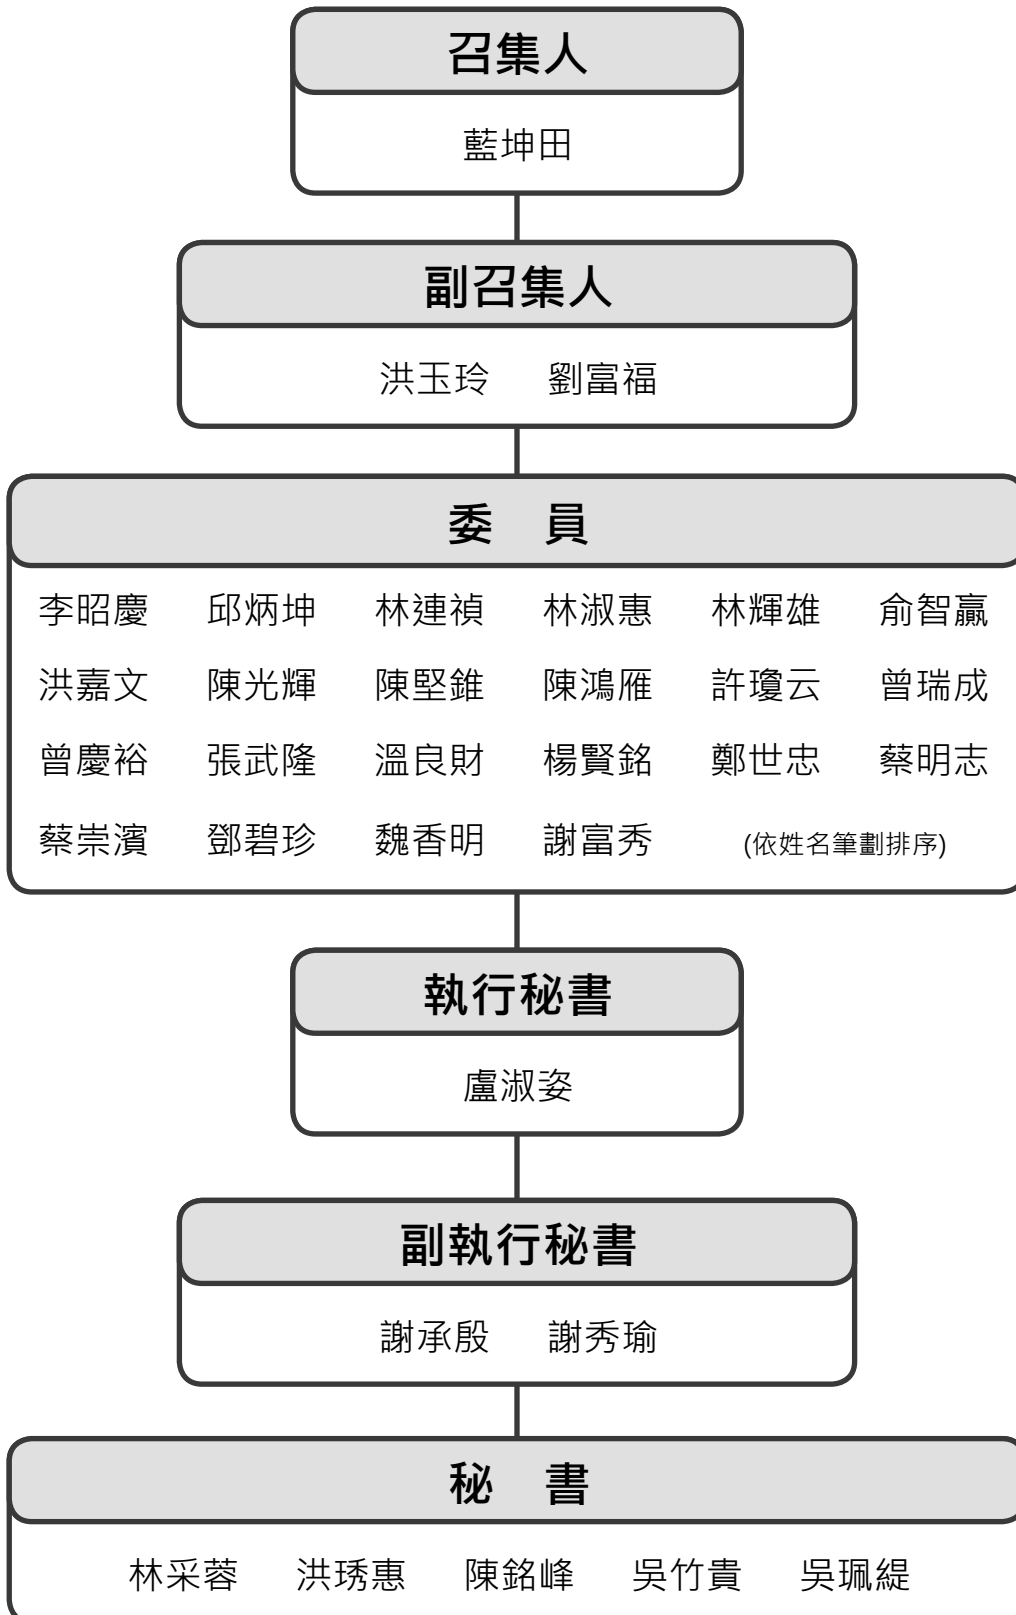 召集人
藍坤田
副召集人
洪玉玲 劉富福
委 員
李昭慶 邱炳坤 林連禎 林淑惠 林輝雄 俞智贏
洪嘉文 陳光輝 陳堅錐 陳鴻雁 許瓊云 曾瑞成
曾慶裕 張武隆 溫良財 楊賢銘 鄭世忠 蔡明志
蔡崇濱 鄧碧珍 魏香明 謝富秀 (依姓名筆劃排序)
執行秘書
盧淑姿
副執行秘書
謝承殷 謝秀瑜
秘 書
林采蓉 洪琇惠 陳銘峰 吳竹貴 吳珮緹